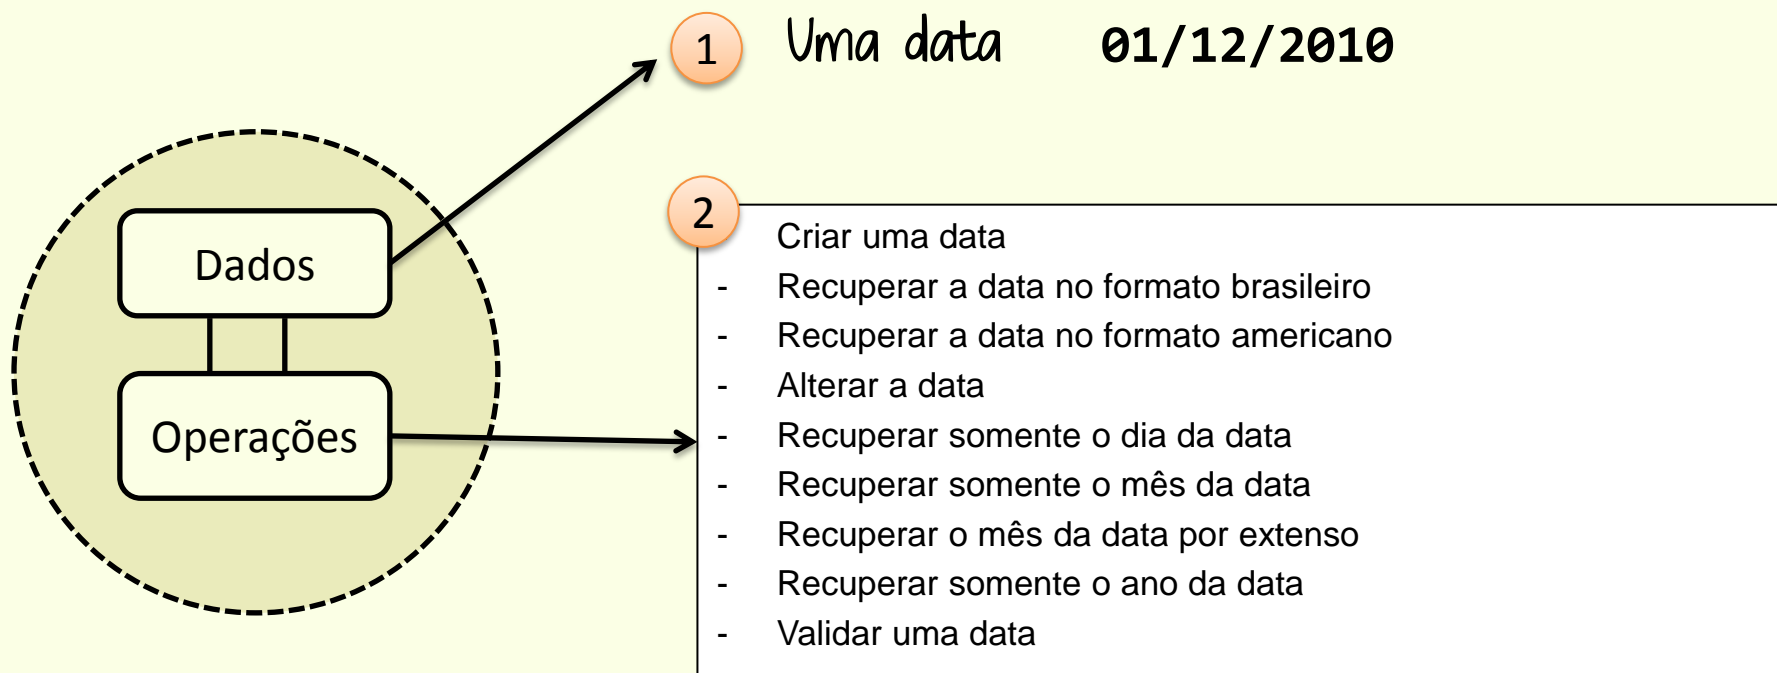 1 Uma data 01/12/2010
2
Dados
Operações
Criar uma data
- Recuperar a data no formato brasileiro
- Recuperar a data no formato americano
- Alterar a data
- Recuperar somente o dia da data
- Recuperar somente o mês da data
- Recuperar o mês da data por extenso
- Recuperar somente o ano da data
- Validar uma data